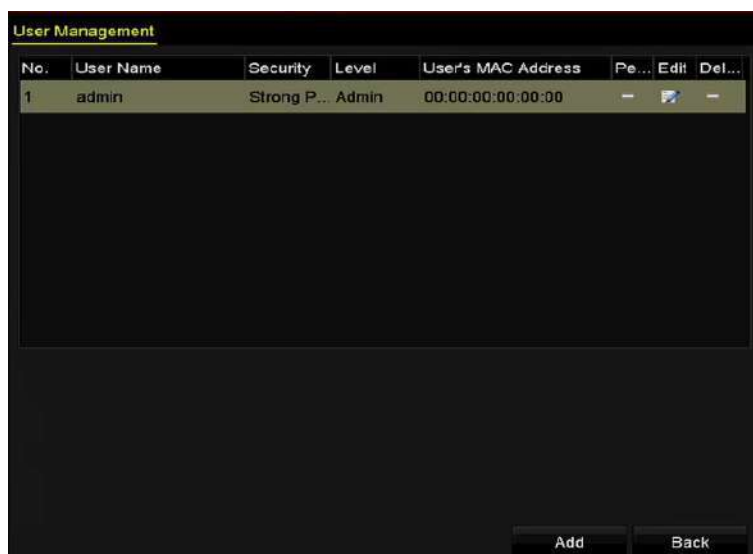 User Management
No. User Name Security Level User's MAC Address Pe... Edit Del...
1 admin Strong P... Admin 00:00:00:00:00:00 – –
Add Back